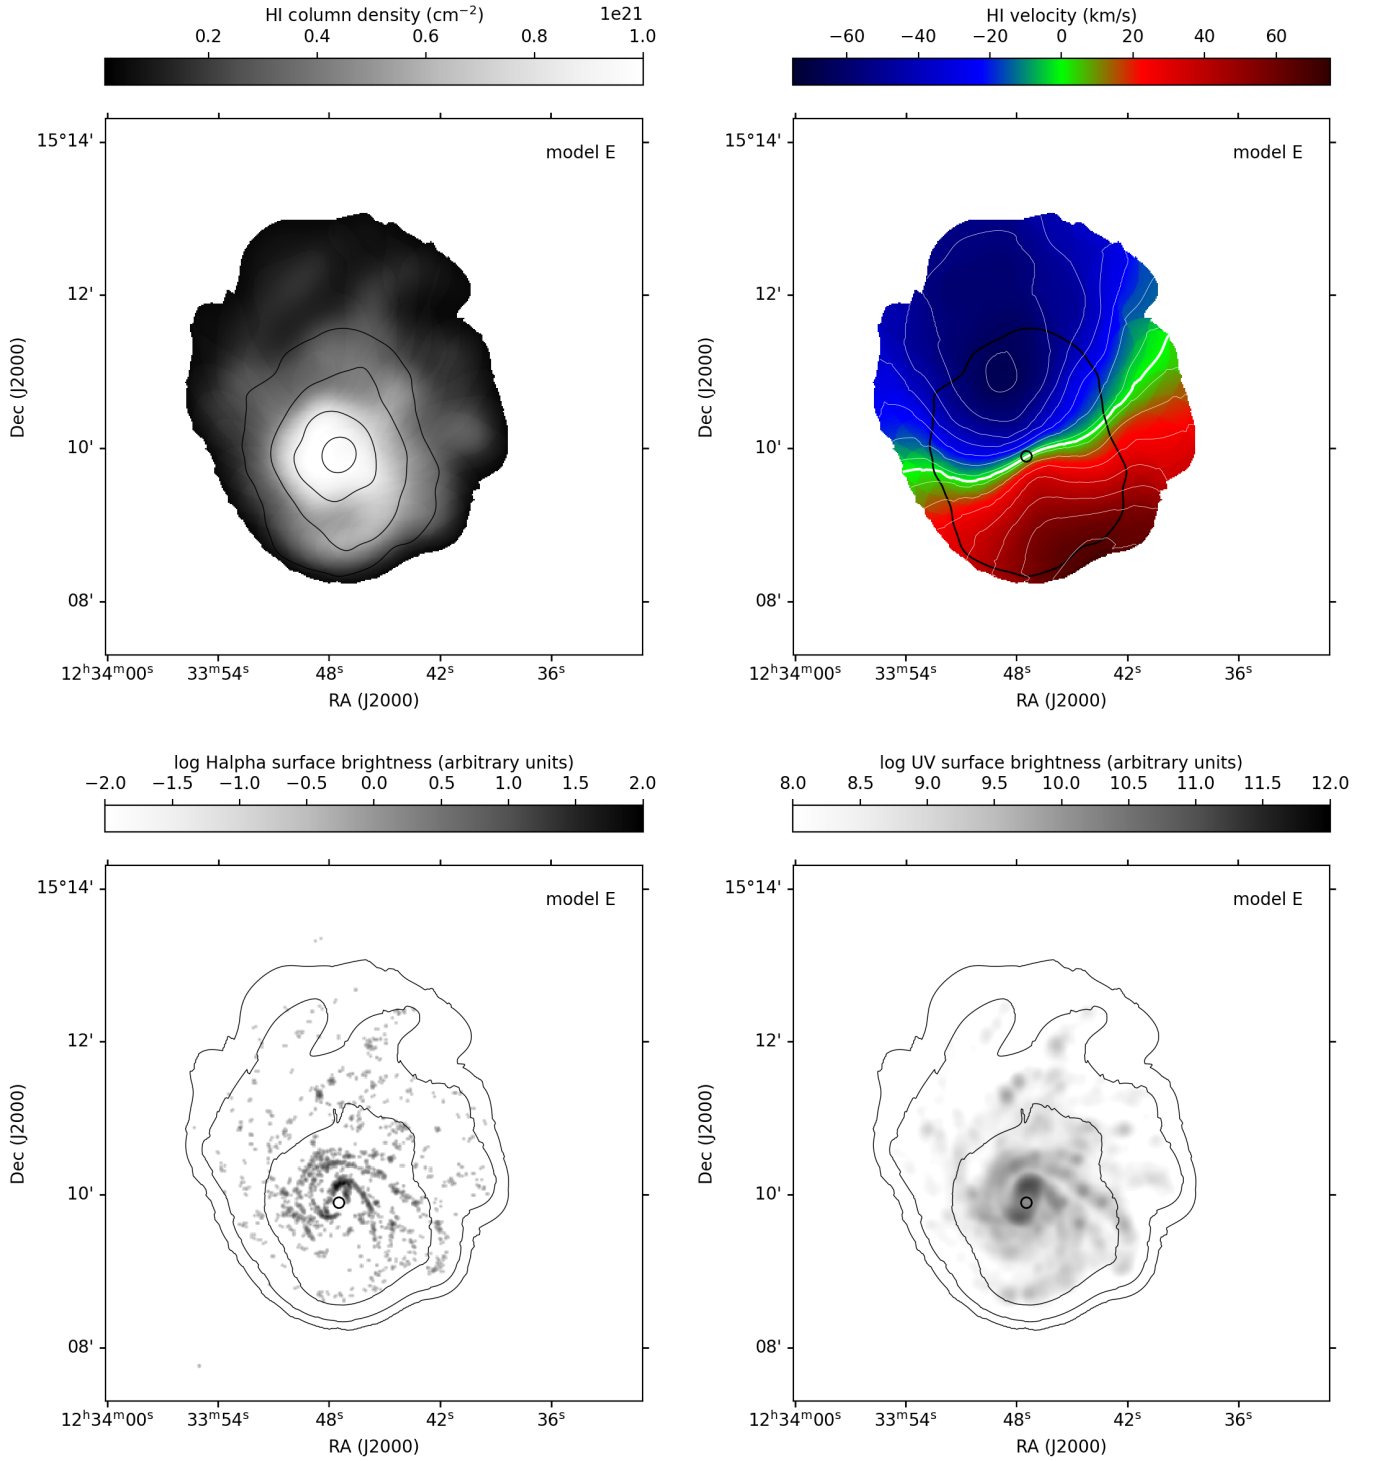 HI column density (cm⁻²)
1e21
0.2 0.4 0.6 0.8 1.0
model E
15°14'
12'
10'
08'
Dec (J2000)
12ʰ34ᵐ00ˢ 33ᵐ54ˢ 48ˢ 42ˢ 36ˢ
RA (J2000)
HI velocity (km/s)
−60 −40 −20 0 20 40 60
model E
15°14'
12'
10'
08'
Dec (J2000)
12ʰ34ᵐ00ˢ 33ᵐ54ˢ 48ˢ 42ˢ 36ˢ
RA (J2000)
log Halpha surface brightness (arbitrary units)
−2.0 −1.5 −1.0 −0.5 0.0 0.5 1.0 1.5 2.0
model E
15°14'
12'
10'
08'
Dec (J2000)
12ʰ34ᵐ00ˢ 33ᵐ54ˢ 48ˢ 42ˢ 36ˢ
RA (J2000)
log UV surface brightness (arbitrary units)
8.0 8.5 9.0 9.5 10.0 10.5 11.0 11.5 12.0
model E
15°14'
12'
10'
08'
Dec (J2000)
12ʰ34ᵐ00ˢ 33ᵐ54ˢ 48ˢ 42ˢ 36ˢ
RA (J2000)